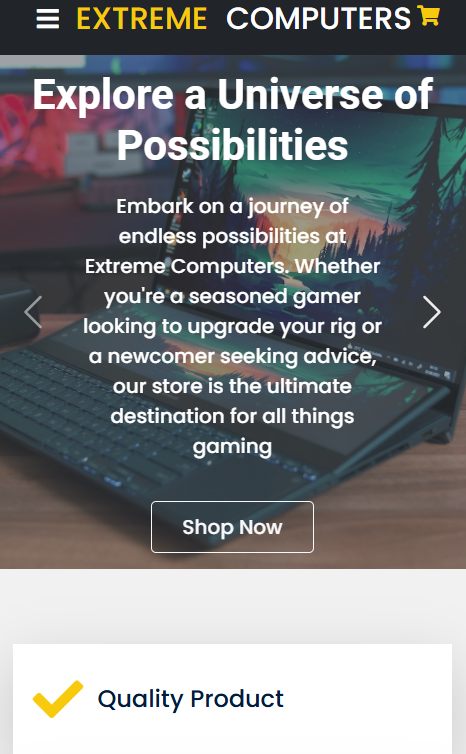 EXTREME COMPUTERS
Explore a Universe of
Possibilities
Embark on a journey of
endless possibilities at
Extreme Computers. Whether
you're a seasoned gamer
looking to upgrade your rig or
a newcomer seeking advice,
our store is the ultimate
destination for all things
gaming
Shop Now
Quality Product